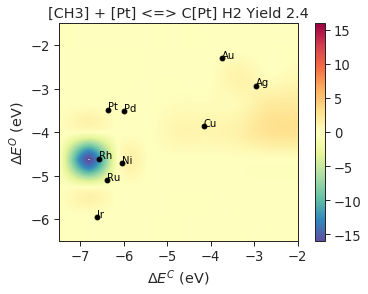 [CH3] + [Pt] <=> C[Pt] H2 Yield 2.4
−2
−3
−4
−5
−6
ΔE^O (eV)
Au
Ag
Pt
Pd
Cu
Rh
Ni
Ru
Ir
−7
−6
−5
−4
−3
−2
ΔE^C (eV)
15
10
5
0
−5
−10
−15